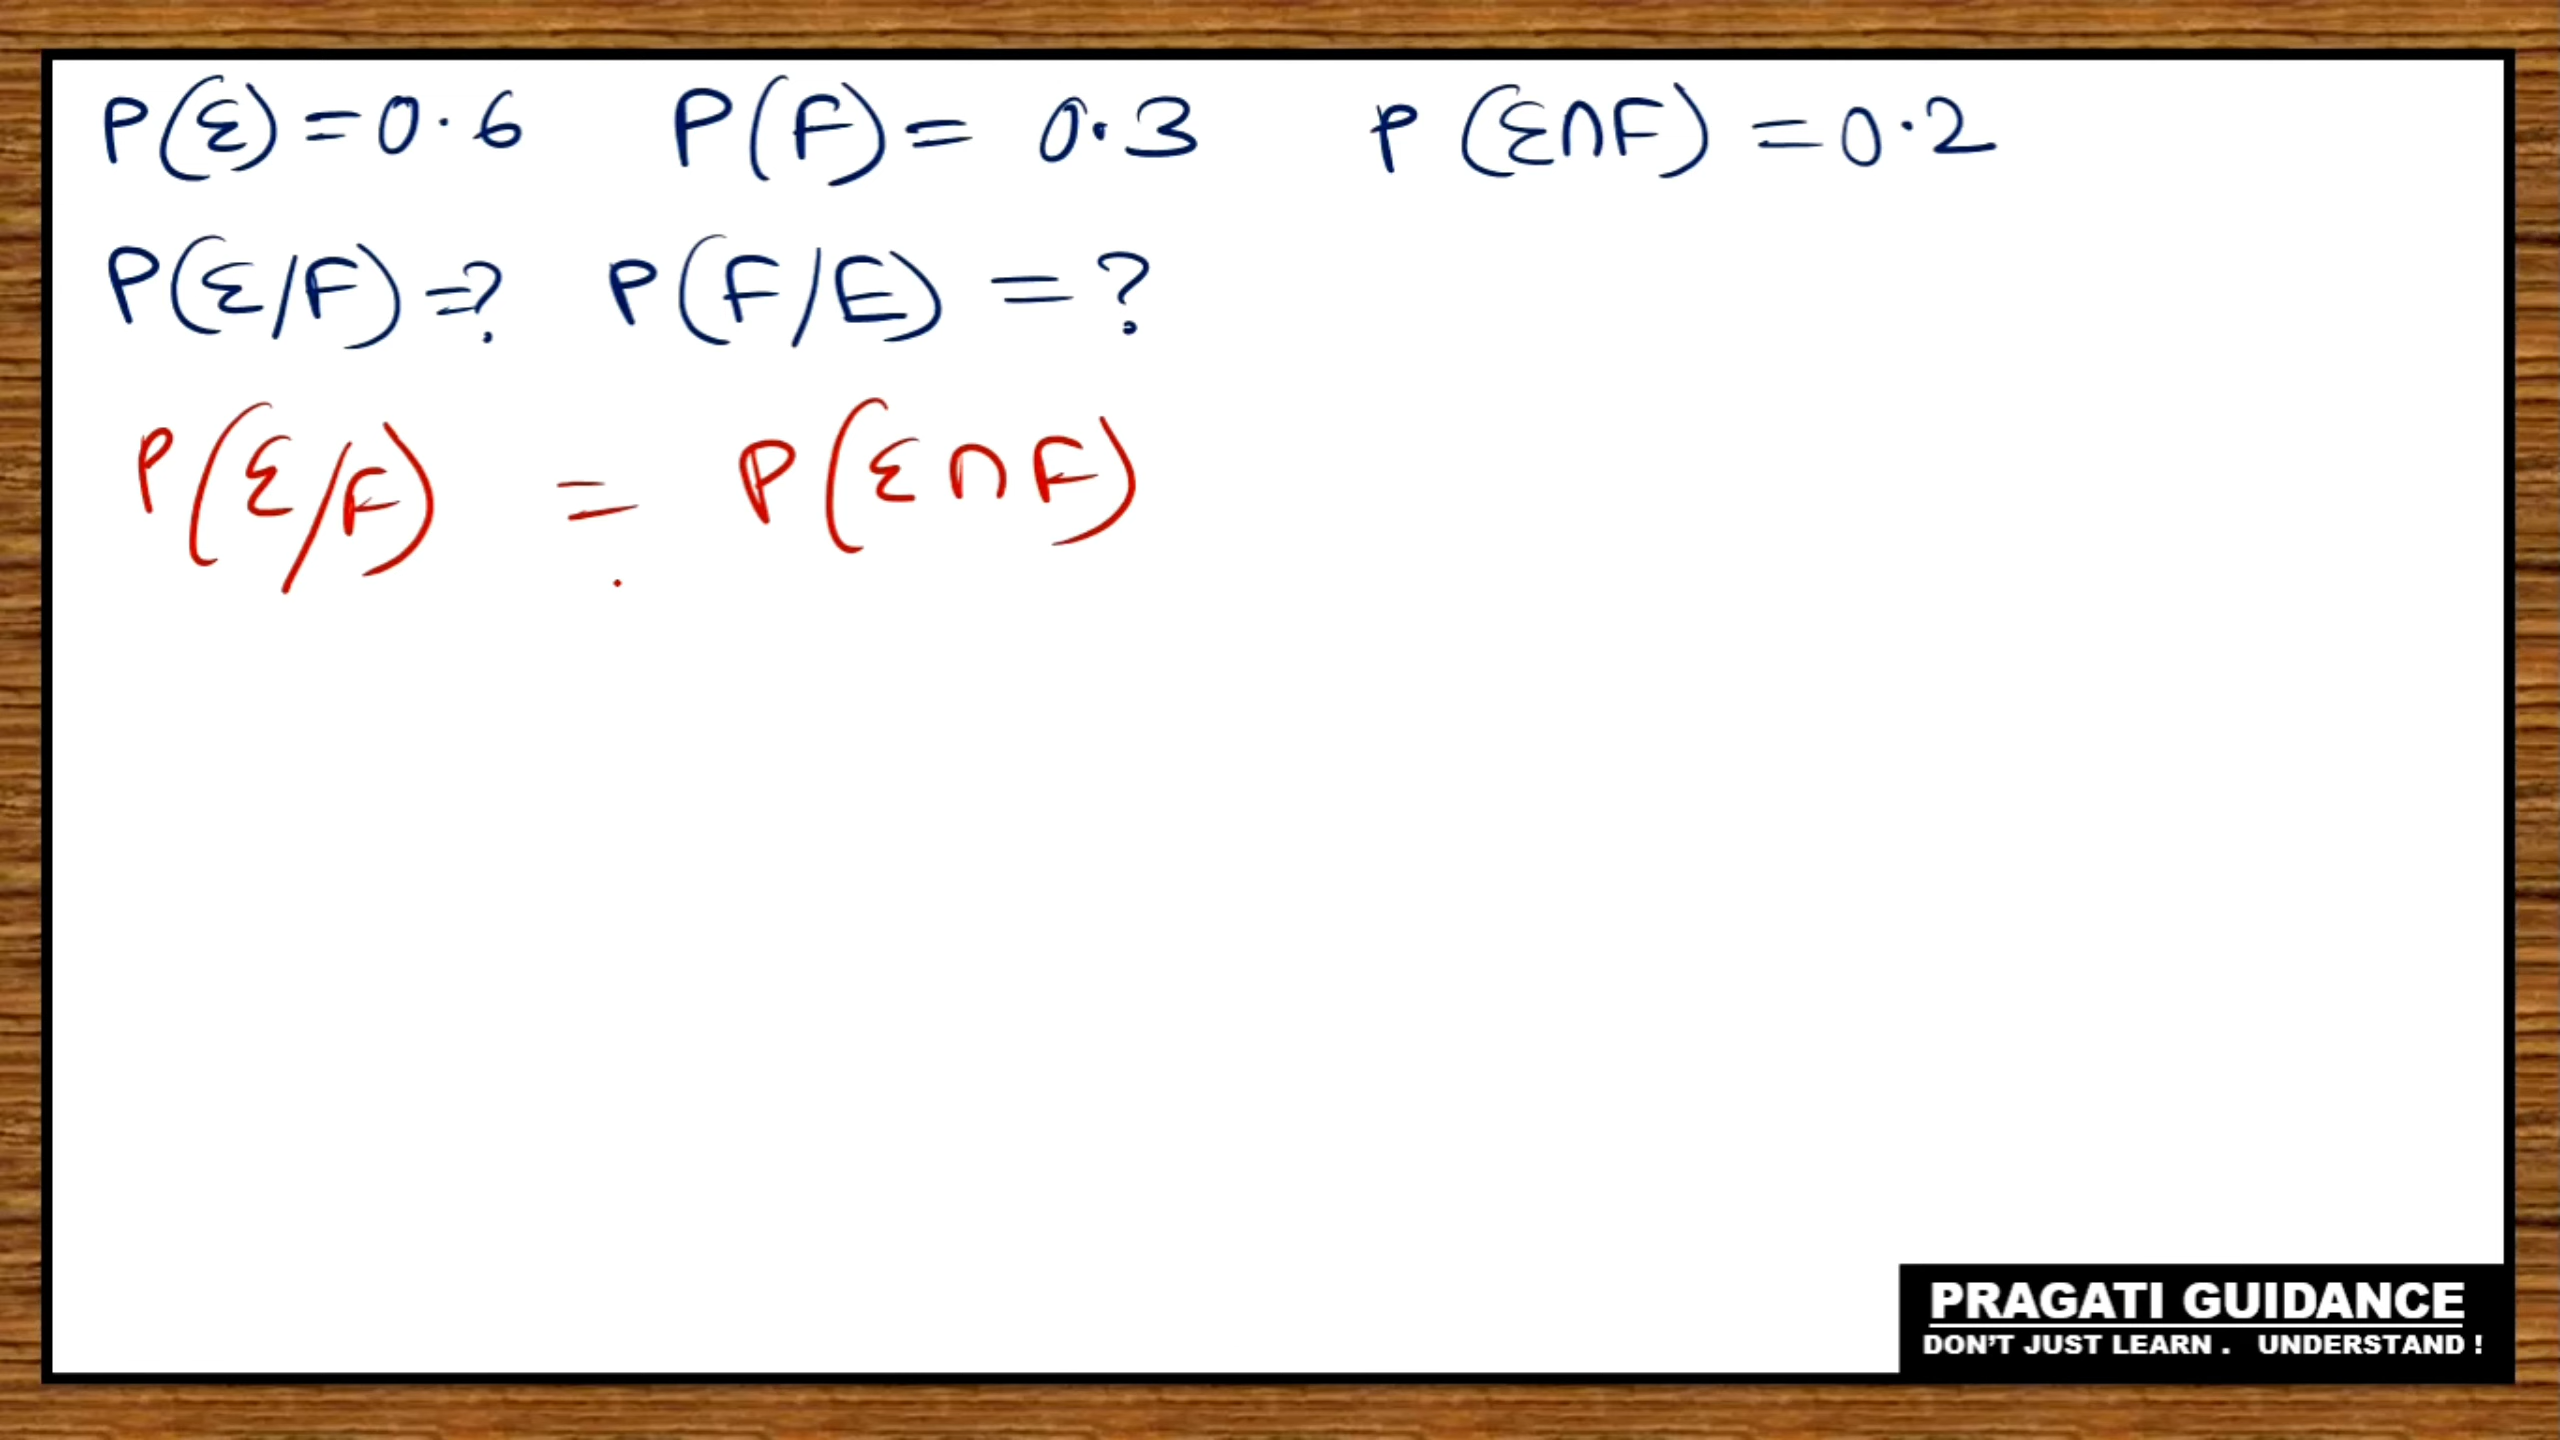 P(E)=0.6 P(F)= 0.3 P (E∩F) =0.2
P(E/F)=? P(F/E) =?
P(E/F) = P(E∩F)
PRAGATI GUIDANCE
DON'T JUST LEARN. UNDERSTAND!